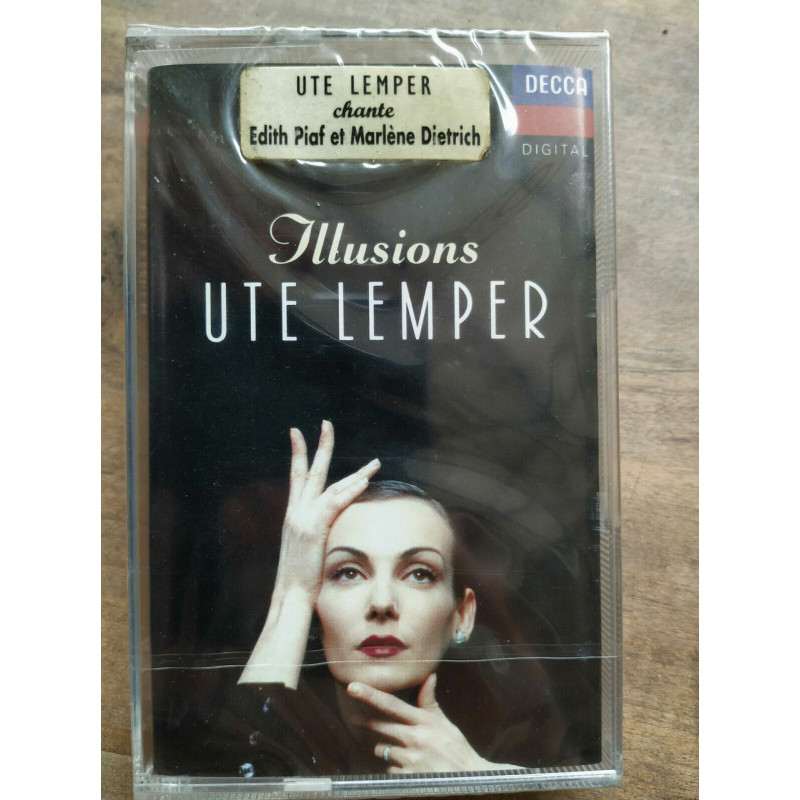 UTE LEMPER
chante
Edith Piaf et Marlène Dietrich
DECCA
DIGITAL
Illusions
UTE LEMPER